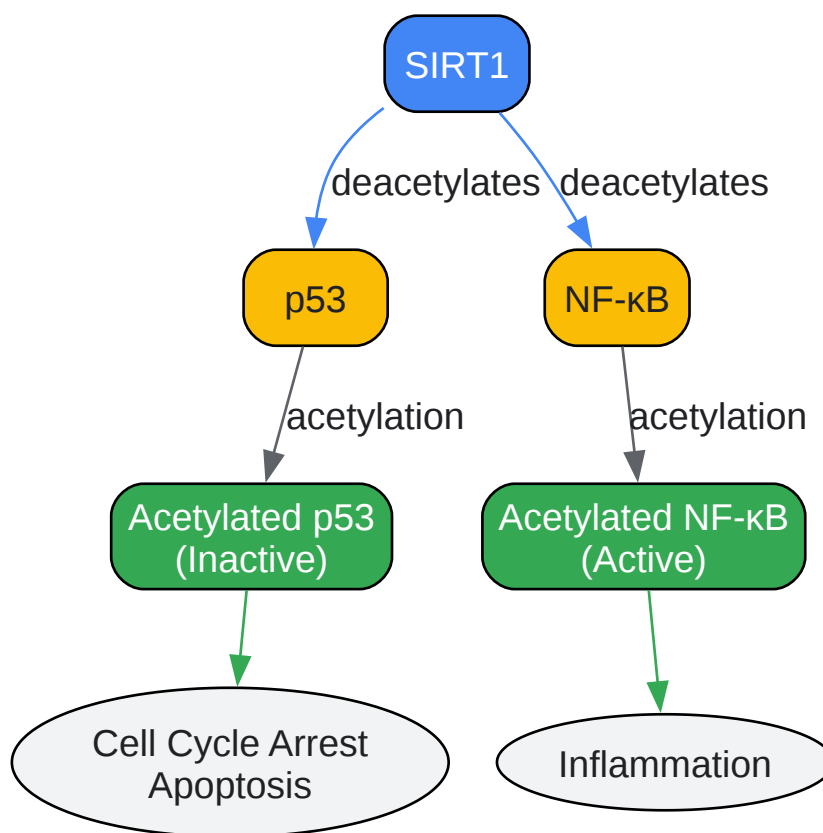 SIRT1
deacetylates
deacetylates
p53
NF-κB
acetylation
acetylation
Acetylated p53
(Inactive)
Acetylated NF-κB
(Active)
Cell Cycle Arrest
Apoptosis
Inflammation